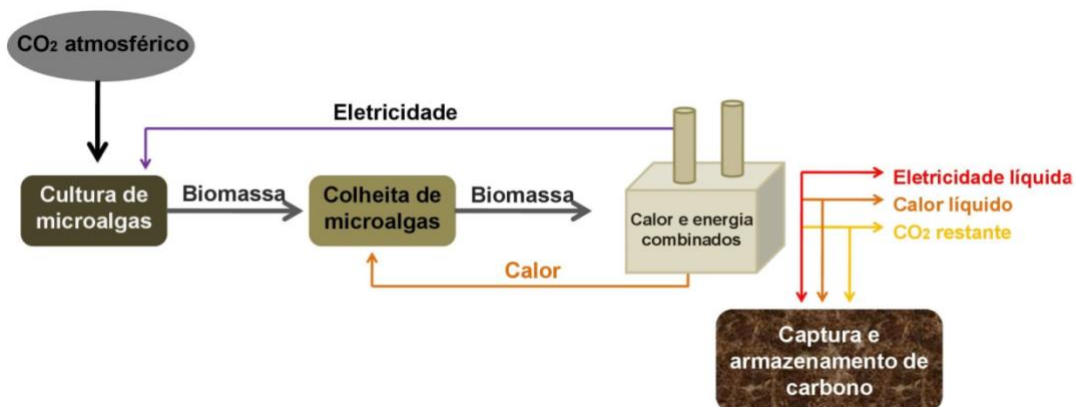 CO₂ atmosférico
Eletricidade
Cultura de
microalgas
Biomassa
Colheita de
microalgas
Biomassa
Calor e energia
combinados
Eletricidade líquida
Calor líquido
CO₂ restante
Calor
Captura e
armazenamento de
carbono